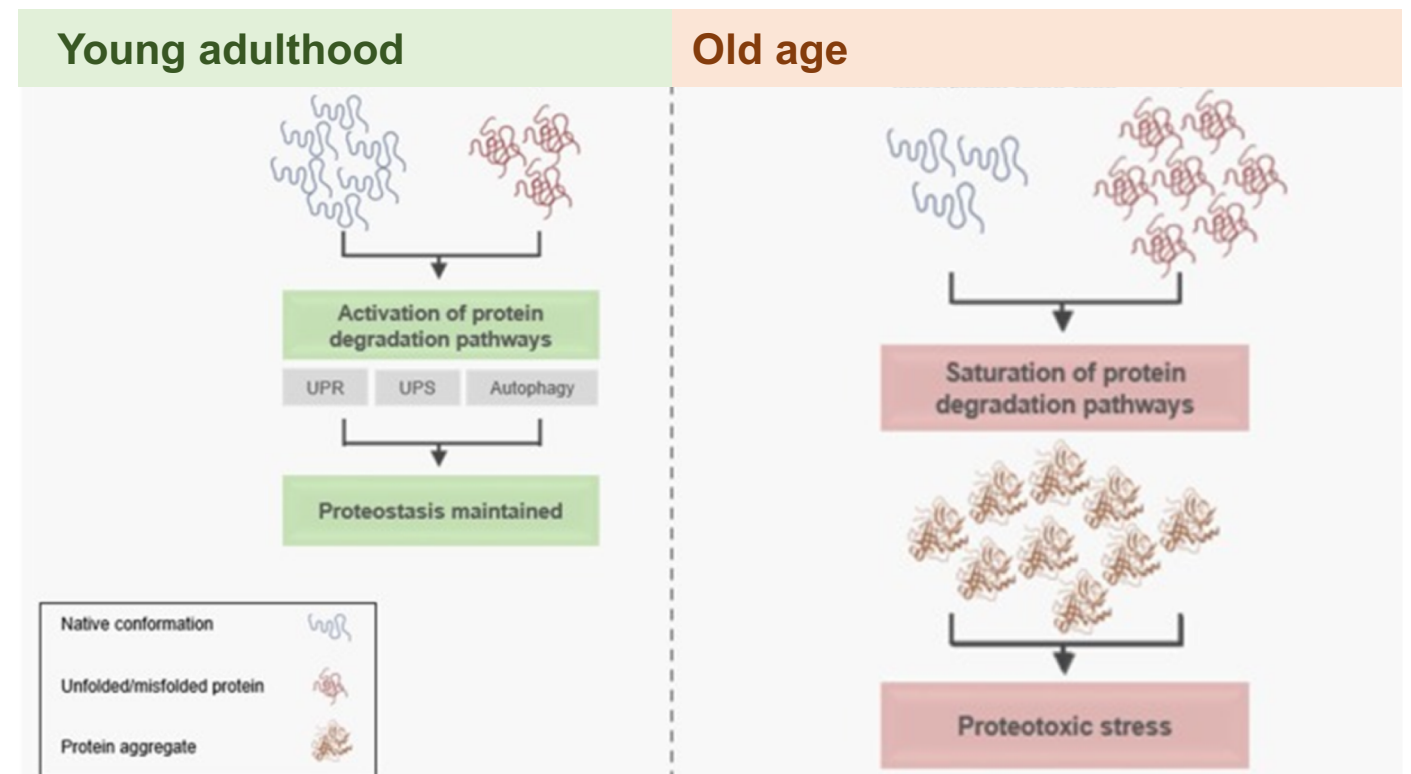 Young adulthood
Old age
Activation of protein
degradation pathways
UPR
UPS
Autophagy
Proteostasis maintained
Native conformation
Unfolded/misfolded protein
Protein aggregate
Saturation of protein
degradation pathways
Proteotoxic stress